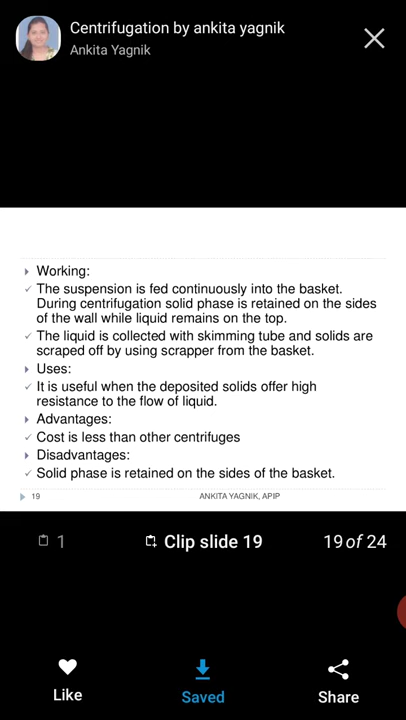 Centrifugation by ankita yagnik
Ankita Yagnik
Working:
The suspension is fed continuously into the basket.
During centrifugation solid phase is retained on the sides
of the wall while liquid remains on the top.
The liquid is collected with skimming tube and solids are
scraped off by using scrapper from the basket.
Uses:
It is useful when the deposited solids offer high
resistance to the flow of liquid.
Advantages:
Cost is less than other centrifuges
Disadvantages:
Solid phase is retained on the sides of the basket.
19 ANKITA YAGNIK, APIP
1 Clip slide 19 19 of 24
Like Saved Share